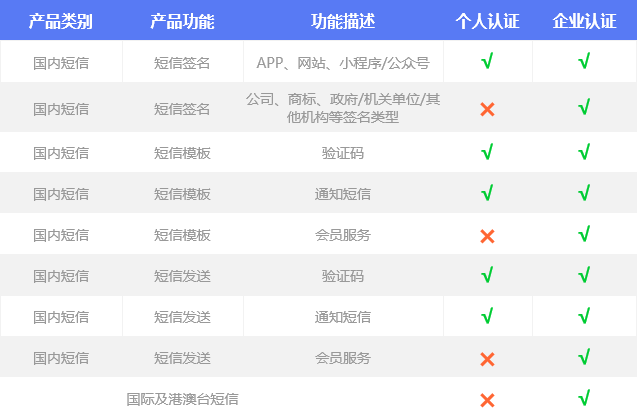 产品类别 产品功能 功能描述 个人认证 企业认证
国内短信 短信签名 APP、网站、小程序/公众号 √ √
国内短信 短信签名 公司、商标、政府/机关单位/其
他机构等签名类型 × √
国内短信 短信模板 验证码 √ √
国内短信 短信模板 通知短信 √ √
国内短信 短信模板 会员服务 × √
国内短信 短信发送 验证码 √ √
国内短信 短信发送 通知短信 √ √
国内短信 短信发送 会员服务 × √
国际及港澳台短信 × √